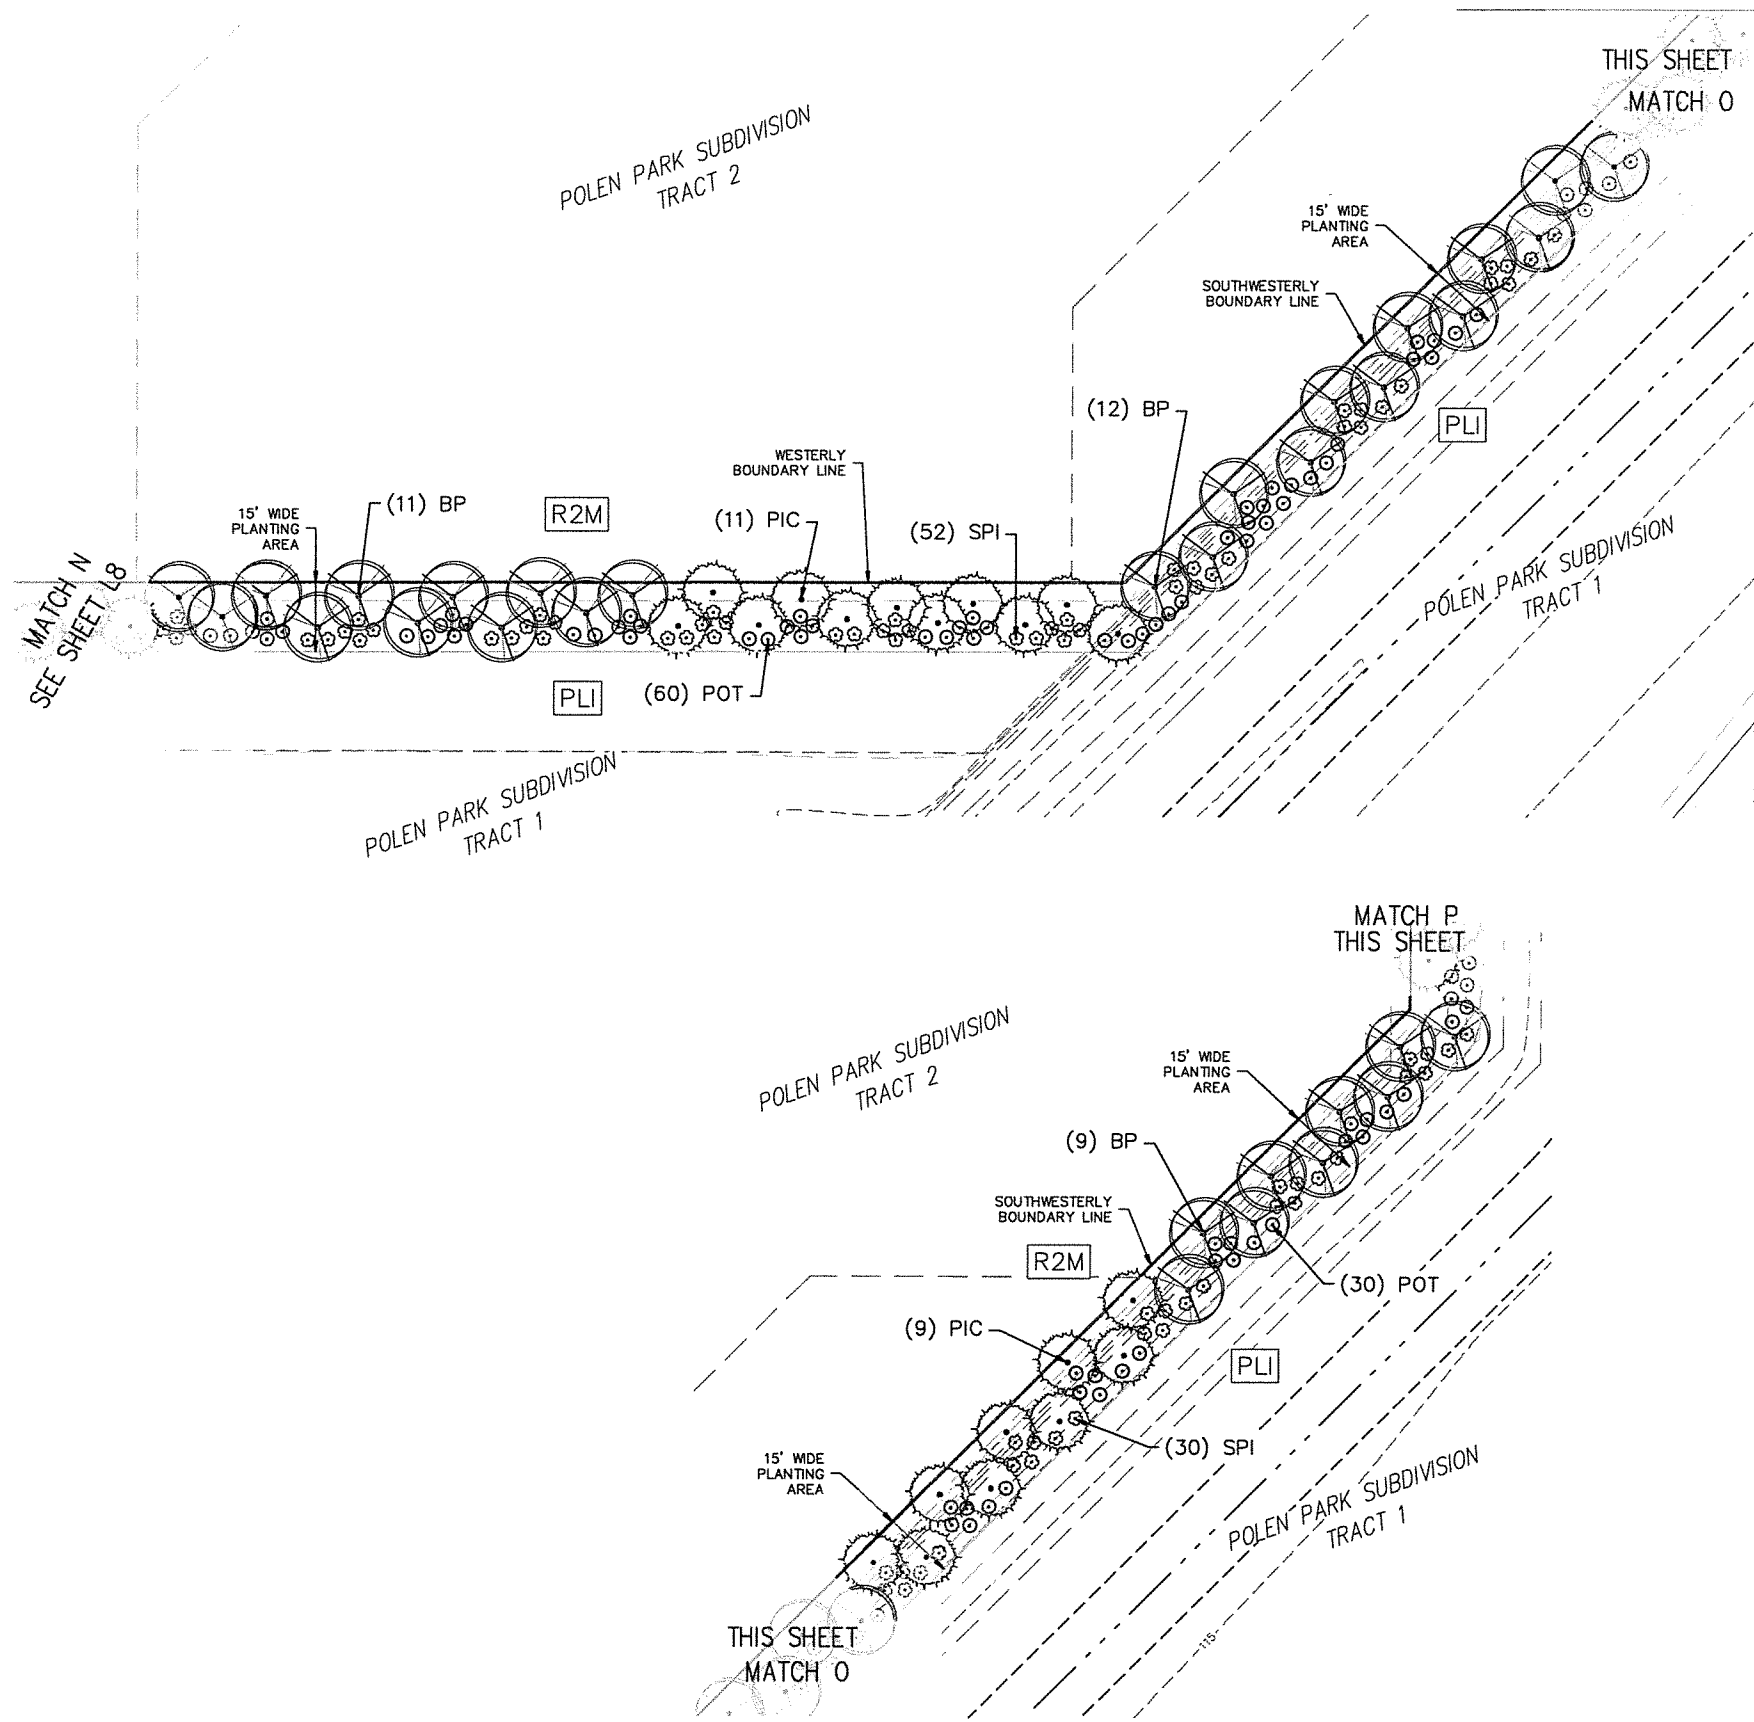 THIS SHEET
MATCH O
POLEN PARK SUBDIVISION
TRACT 2
15' WIDE
PLANTING
AREA
SOUTHWESTERLY
BOUNDARY LINE
(12) BP
PLI
WESTERLY
BOUNDARY LINE
15' WIDE
PLANTING
AREA
(11) BP
R2M
(11) PIC
(52) SPI
MATCH N
SEE SHEET L8
POLEN PARK SUBDIVISION
TRACT 1
PLI
(60) POT
POLEN PARK SUBDIVISION
TRACT 1
MATCH P
THIS SHEET
POLEN PARK SUBDIVISION
TRACT 2
15' WIDE
PLANTING
AREA
(9) BP
SOUTHWESTERLY
BOUNDARY LINE
R2M
(30) POT
(9) PIC
PLI
(30) SPI
15' WIDE
PLANTING
AREA
POLEN PARK SUBDIVISION
TRACT 1
THIS SHEET
MATCH O
115